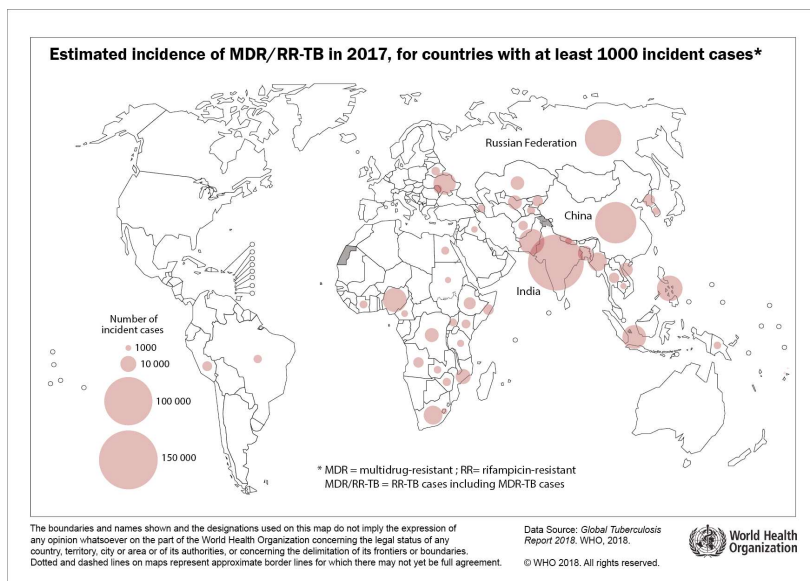 Estimated incidence of MDR/RR-TB in 2017, for countries with at least 1000 incident cases*
Russian Federation
China
India
Number of
incident cases
1000
10 000
100 000
150 000
* MDR = multidrug-resistant ; RR= rifampicin-resistant
MDR/RR-TB = RR-TB cases including MDR-TB cases
The boundaries and names shown and the designations used on this map do not imply the expression of
any opinion whatsoever on the part of the World Health Organization concerning the legal status of any
country, territory, city or area or of its authorities, or concerning the delimitation of its frontiers or boundaries.
Dotted and dashed lines on maps represent approximate border lines for which there may not yet be full agreement.
Data Source: Global Tuberculosis
Report 2018. WHO, 2018.
© WHO 2018. All rights reserved.
World Health
Organization